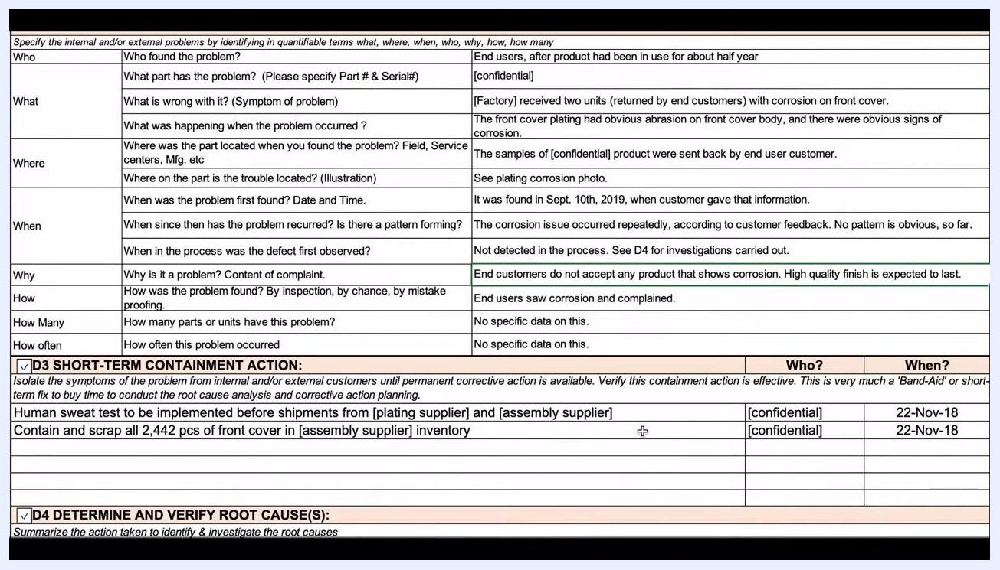 Specify the internal and/or external problems by identifying in quantifiable terms what, where, when, who, why, how, how many
Who
Who found the problem?
End users, after product had been in use for about half year
What
What part has the problem? (Please specify Part # & Serial#)
[confidential]
What is wrong with it? (Symptom of problem)
[Factory] received two units (returned by end customers) with corrosion on front cover.
What was happening when the problem occurred ?
The front cover plating had obvious abrasion on front cover body, and there were obvious signs of
corrosion.
Where
Where was the part located when you found the problem? Field, Service
centers, Mfg. etc
The samples of [confidential] product were sent back by end user customer.
Where on the part is the trouble located? (Illustration)
See plating corrosion photo.
When
When was the problem first found? Date and Time.
It was found in Sept. 10th, 2019, when customer gave that information.
When since then has the problem recurred? Is there a pattern forming?
The corrosion issue occurred repeatedly, according to customer feedback. No pattern is obvious, so far.
When in the process was the defect first observed?
Not detected in the process. See D4 for investigations carried out.
Why
Why is it a problem? Content of complaint.
End customers do not accept any product that shows corrosion. High quality finish is expected to last.
How
How was the problem found? By inspection, by chance, by mistake
proofing.
End users saw corrosion and complained.
How Many
How many parts or units have this problem?
No specific data on this.
How often
How often this problem occurred
No specific data on this.
D3 SHORT-TERM CONTAINMENT ACTION:
Who?
When?
Isolate the symptoms of the problem from internal and/or external customers until permanent corrective action is available. Verify this containment action is effective. This is very much a 'Band-Aid' or short-
term fix to buy time to conduct the root cause analysis and corrective action planning.
Human sweat test to be implemented before shipments from [plating supplier] and [assembly supplier]
[confidential]
22-Nov-18
Contain and scrap all 2,442 pcs of front cover in [assembly supplier] inventory
[confidential]
22-Nov-18
D4 DETERMINE AND VERIFY ROOT CAUSE(S):
Summarize the action taken to identify & investigate the root causes